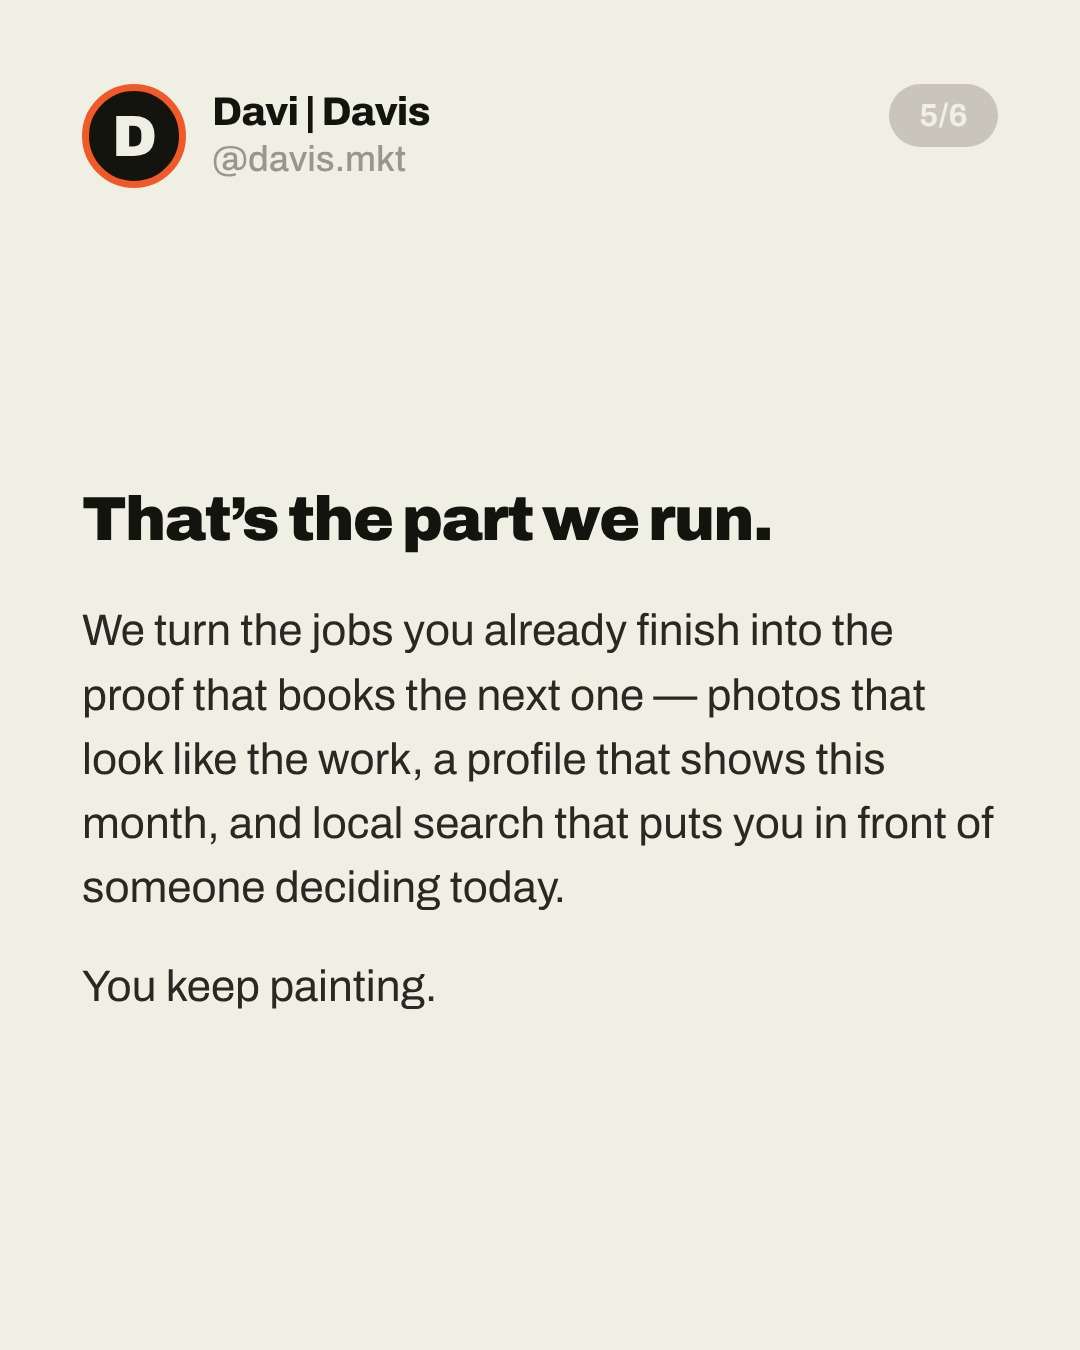 D
Davi | Davis
@davis.mkt
5/6
That’s the part we run.
We turn the jobs you already finish into the
proof that books the next one — photos that
look like the work, a profile that shows this
month, and local search that puts you in front of
someone deciding today.
You keep painting.